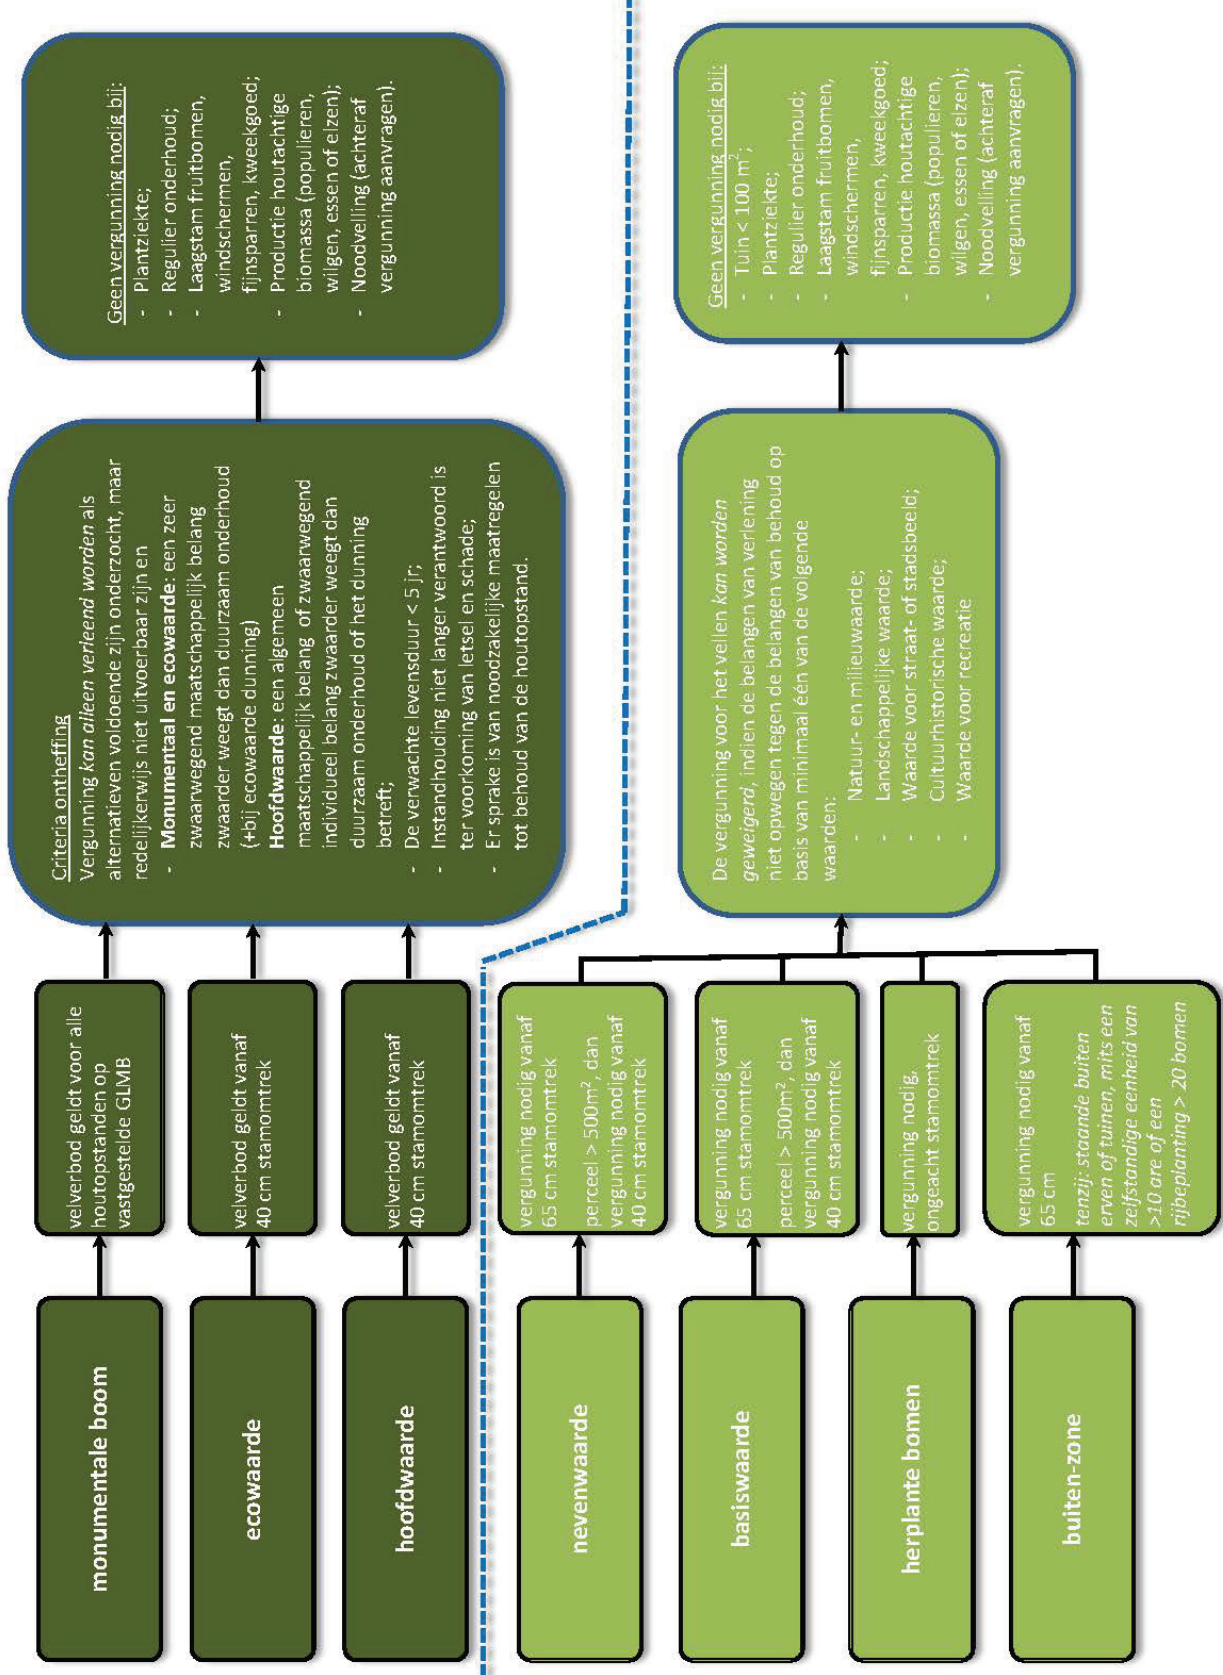 monumentale boom
velverbod geldt voor alle
houtopstanden op
vastgestelde GLMB
ecowaarde
velverbod geldt vanaf
40 cm stamomtrek
hoofdwaarde
velverbod geldt vanaf
40 cm stamomtrek
Criteria ontheffing
Vergunning kan alleen verleend worden als
alternatieven voldoende zijn onderzocht, maar
redelijkerwijs niet uitvoerbaar zijn en
- Monumentaal en ecowaarde: een zeer
zwaarwegend maatschappelijk belang
zwaarder weegt dan duurzaam onderhoud
(+bij ecowaarde dunning)
Hoofdwaarde: een algemeen
maatschappelijk belang of zwaarwegend
individueel belang zwaarder weegt dan
duurzaam onderhoud of het dunning
betreft;
- De verwachte levensduur < 5 jr;
- Instandhouding niet langer verantwoord is
ter voorkoming van letsel en schade;
- Er sprake is van noodzakelijke maatregelen
tot behoud van de houtopstand.
Geen vergunning nodig bij:
- Plantziekte;
- Regulier onderhoud;
- Laagstam fruitbomen,
windschermen,
fijnsparren, kweekgoed;
- Productie houtachtige
biomassa (populieren,
wilgen, essen of elzen);
- Noodvelling (achteraf
vergunning aanvragen).
nevenwaarde
vergunning nodig vanaf
65 cm stamomtrek
perceel > 500m², dan
vergunning nodig vanaf
40 cm stamomtrek
basiswaarde
vergunning nodig vanaf
65 cm stamomtrek
perceel > 500m², dan
vergunning nodig vanaf
40 cm stamomtrek
herplante bomen
vergunning nodig,
ongeacht stamomtrek
buiten-zone
vergunning nodig vanaf
65 cm
tenzij: staande buiten
erven of tuinen, mits een
zelfstandige eenheid van
>10 are of een
rijbeplanting > 20 bomen
De vergunning voor het vellen kan worden
geweigerd, indien de belangen van verlening
niet opwegen tegen de belangen van behoud op
basis van minimaal één van de volgende
waarden:
- Natuur- en milieuwaarde;
- Landschappelijke waarde;
- Waarde voor straat- of stadsbeeld;
- Cultuurhistorische waarde;
- Waarde voor recreatie
Geen vergunning nodig bij:
- Tuin < 100 m²;
- Plantziekte;
- Regulier onderhoud;
- Laagstam fruitbomen,
windschermen,
fijnsparren, kweekgoed;
- Productie houtachtige
biomassa (populieren,
wilgen, essen of elzen);
- Noodvelling (achteraf
vergunning aanvragen).